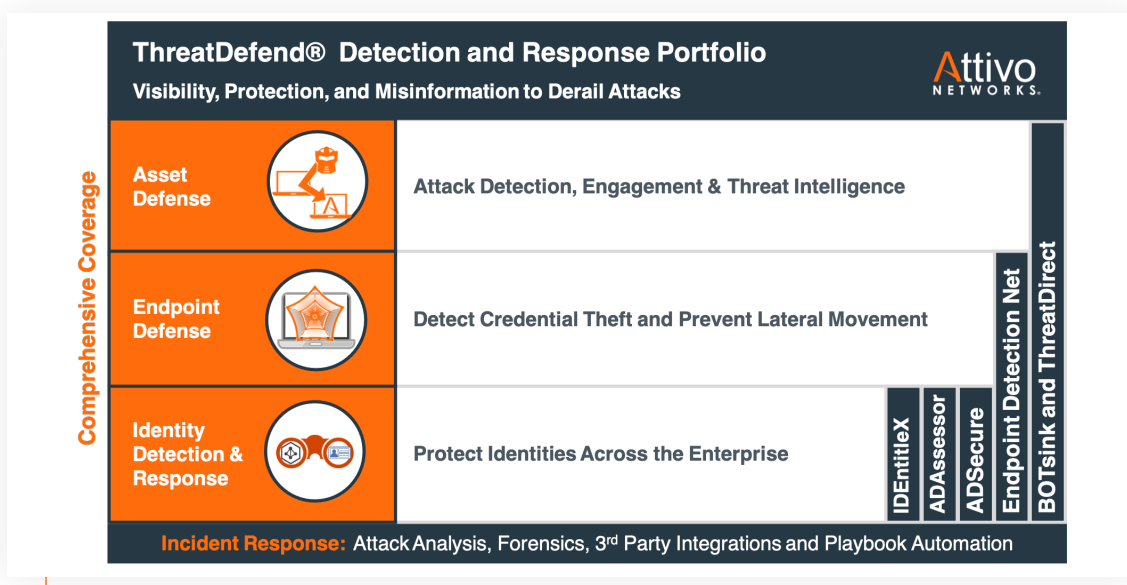 ThreatDefend® Detection and Response Portfolio
Visibility, Protection, and Misinformation to Derail Attacks
Attivo
NETWORKS.
Comprehensive Coverage
Asset
Defense
Attack Detection, Engagement & Threat Intelligence
Endpoint
Defense
Detect Credential Theft and Prevent Lateral Movement
Identity
Detection &
Response
Protect Identities Across the Enterprise
IDEntitleX
ADAssessor
ADSecure
Endpoint Detection Net
BOTsink and ThreatDirect
Incident Response: Attack Analysis, Forensics, 3rd Party Integrations and Playbook Automation